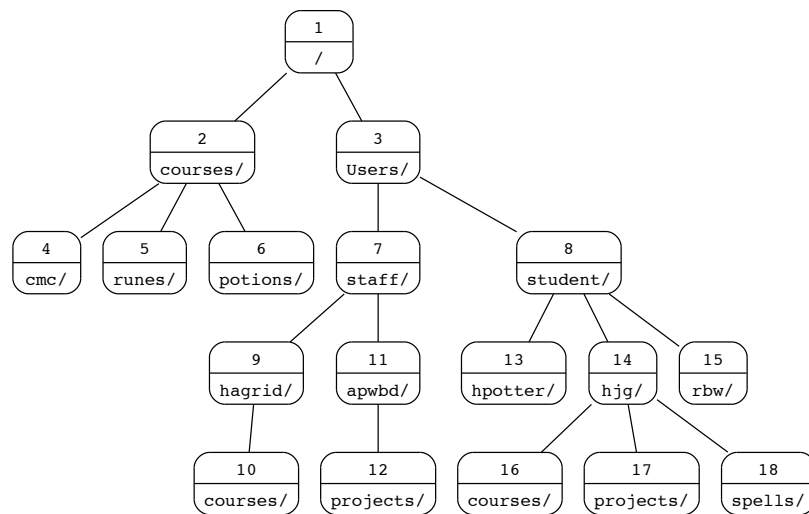 1
/
2
courses/
3
Users/
4
cmc/
5
runes/
6
potions/
7
staff/
8
student/
9
hagrid/
11
apwbd/
13
hpotter/
14
hjg/
15
rbw/
10
courses/
12
projects/
16
courses/
17
projects/
18
spells/